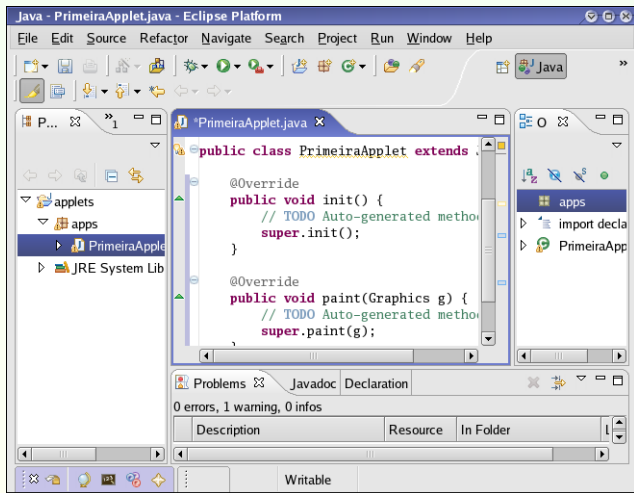 Java - PrimeiraApplet.java - Eclipse Platform
File Edit Source Refactor Navigate Search Project Run Window Help
Java »
P... »1
*PrimeiraApplet.java
O
public class PrimeiraApplet extends
@Override
public void init() {
// TODO Auto-generated metho
super.init();
}
@Override
public void paint(Graphics g) {
// TODO Auto-generated metho
super.paint(g);
applets
apps
PrimeiraApple
JRE System Lib
apps
import decla
PrimeiraApp
Problems Javadoc Declaration
0 errors, 1 warning, 0 infos
Description Resource In Folder L
Writable